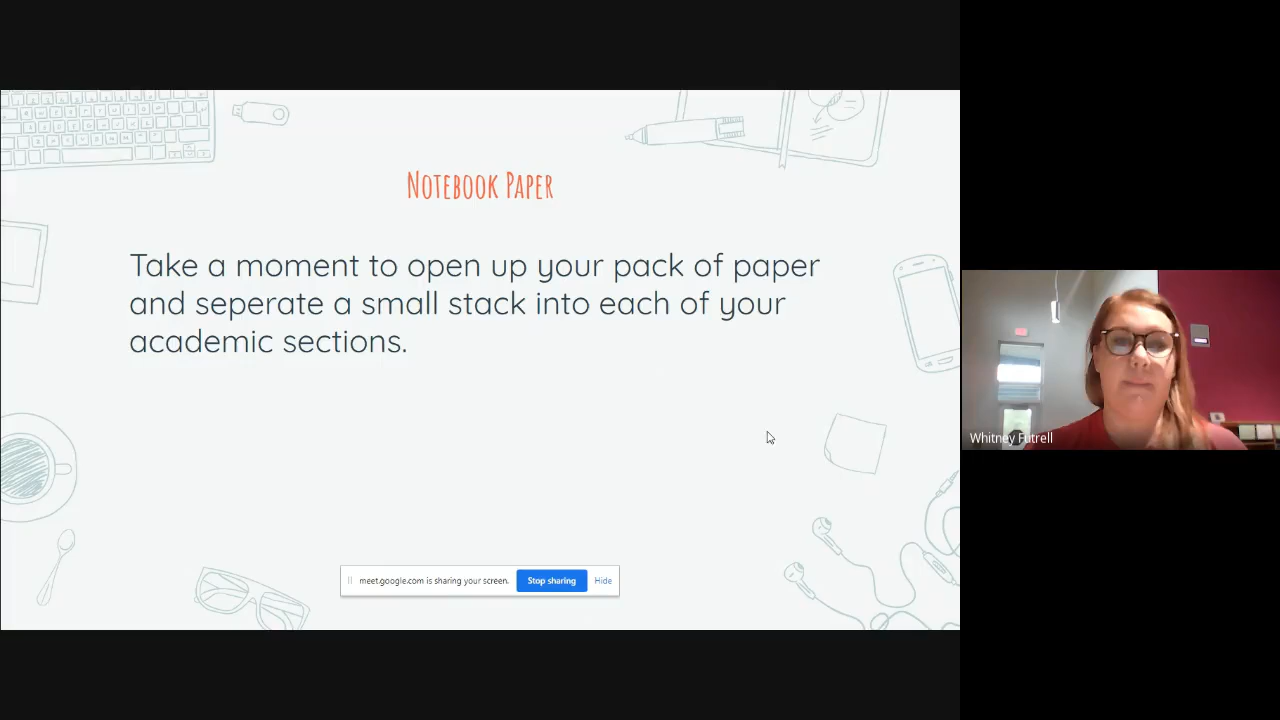 Notebook Paper
Take a moment to open up your pack of paper
and seperate a small stack into each of your
academic sections.
Whitney Futrell
meet.google.com is sharing your screen.
Stop sharing
Hide